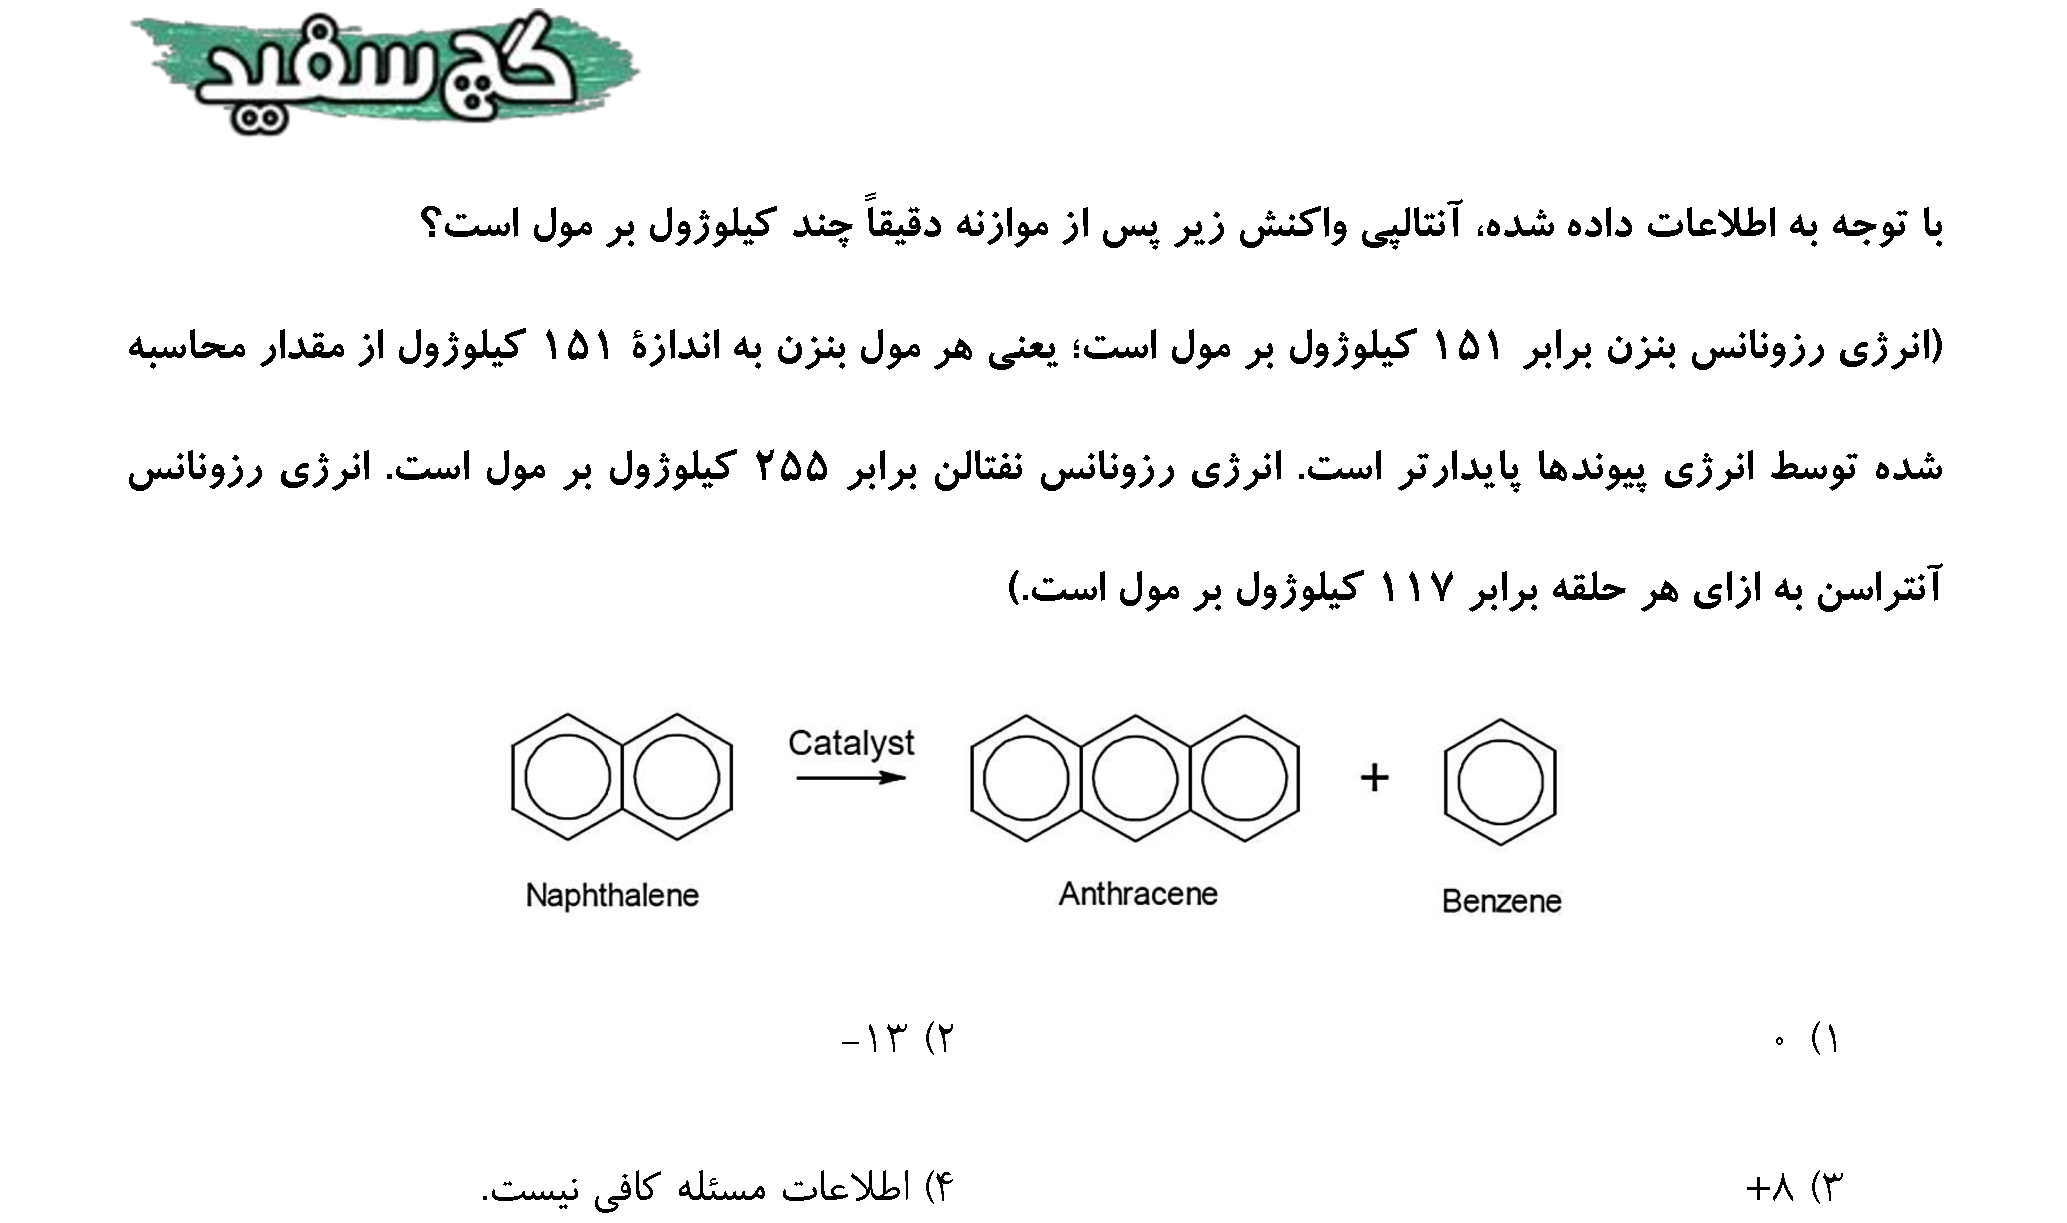 گچ سفید
با توجه به اطلاعات داده شده، آنتالپی واکنش زیر پس از موازنه دقیقاً چند کیلوژول بر مول است؟
(انرژی رزونانس بنزن برابر ۱۵۱ کیلوژول بر مول است؛ یعنی هر مول بنزن به اندازهٔ ۱۵۱ کیلوژول از مقدار محاسبه
شده توسط انرژی پیوندها پایدارتر است. انرژی رزونانس نفتالن برابر ۲۵۵ کیلوژول بر مول است. انرژی رزونانس
آنتراسن به ازای هر حلقه برابر ۱۱۷ کیلوژول بر مول است.)
Catalyst
+
Naphthalene Anthracene Benzene
۱) ۰ ۲) ۱۳−
۳) ۸+ ۴) اطلاعات مسئله کافی نیست.